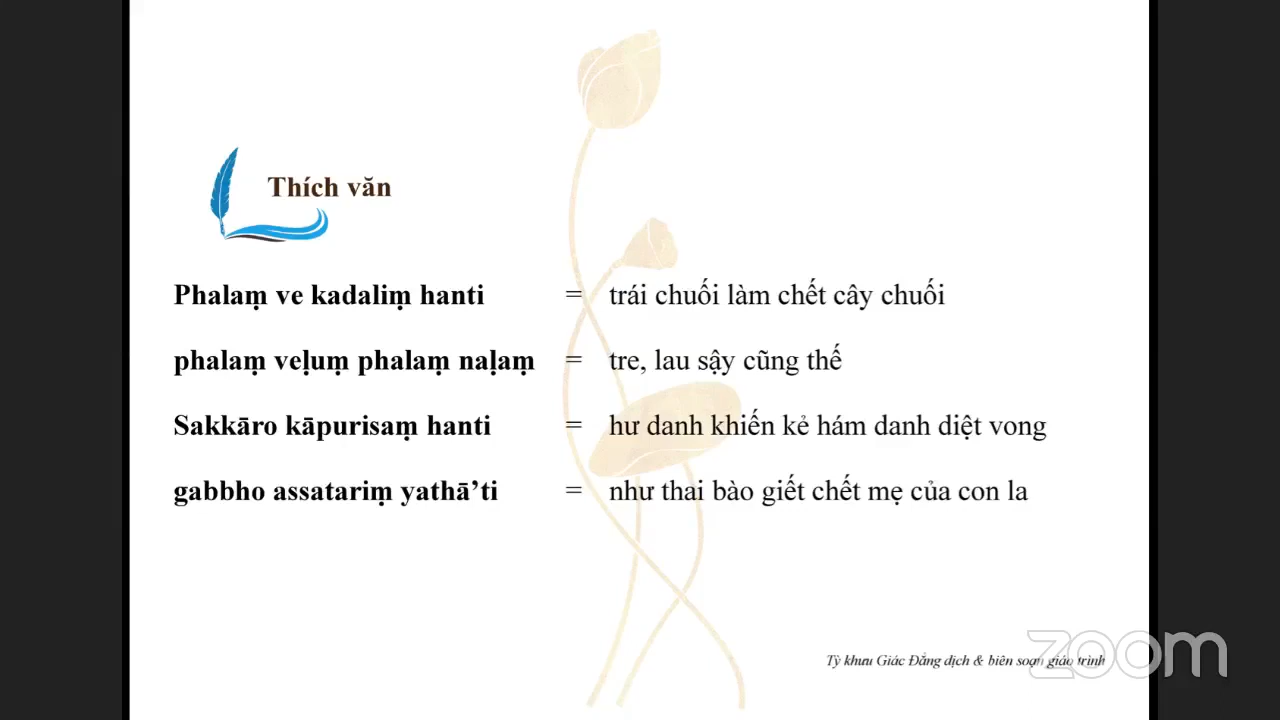 Thích văn
Phalaṃ ve kadaliṃ hanti = trái chuối làm chết cây chuối
phalaṃ veḷuṃ phalaṃ naḷaṃ = tre, lau sậy cũng thế
Sakkāro kāpurisaṃ hanti = hư danh khiến kẻ hám danh diệt vong
gabbho assatariṃ yathā’ti = như thai bào giết chết mẹ của con la
Tỳ khưu Giác Đẳng dịch & biên soạn giáo trình
zoom